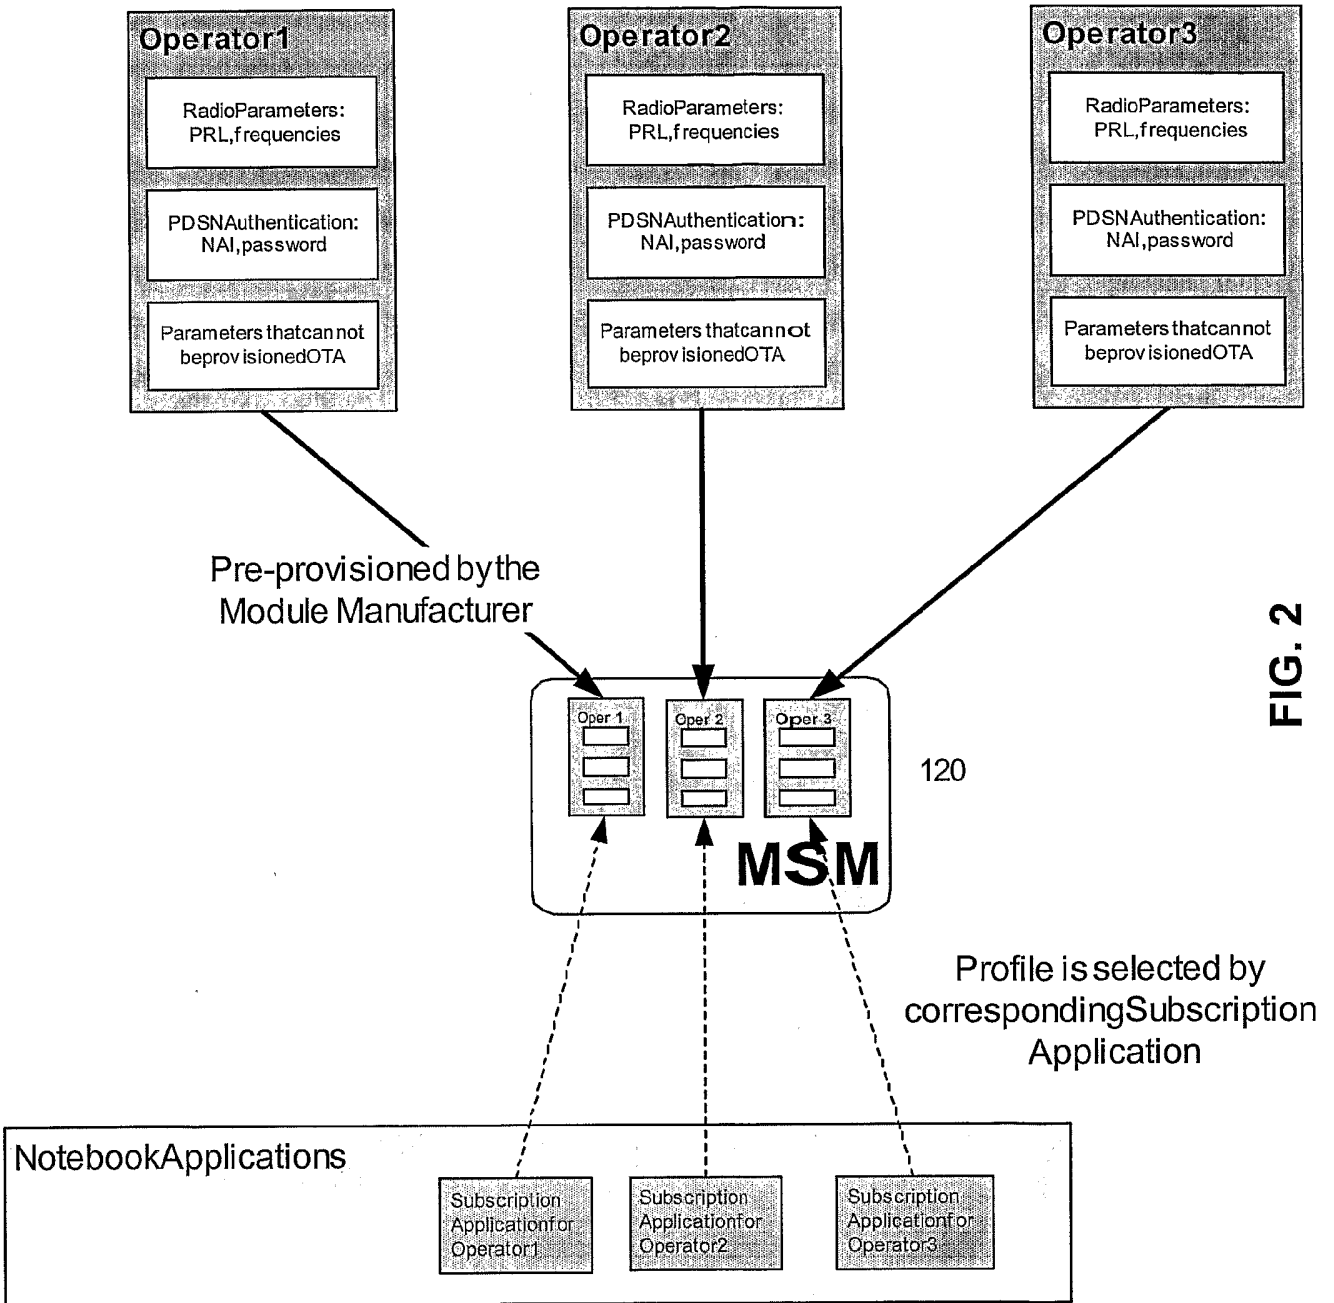 Operator1
RadioParameters:
PRL,frequencies
PDSNAuthentication:
NAI,password
Parameters thatcannot
beprovisionedOTA
Operator2
RadioParameters:
PRL,frequencies
PDSNAuthentication:
NAI,password
Parameters thatcannot
beprovisionedOTA
Operator3
RadioParameters:
PRL,frequencies
PDSNAuthentication:
NAI,password
Parameters thatcannot
beprovisionedOTA
Pre-provisioned bythe
Module Manufacturer
FIG. 2
Oper 1
Oper 2
Oper 3
120
MSM
Profile is selected by
correspondingSubscription
Application
NotebookApplications
Subscription
Applicationfor
Operator1
Subscription
Applicationfor
Operator2
Subscription
Applicationfor
Operator3